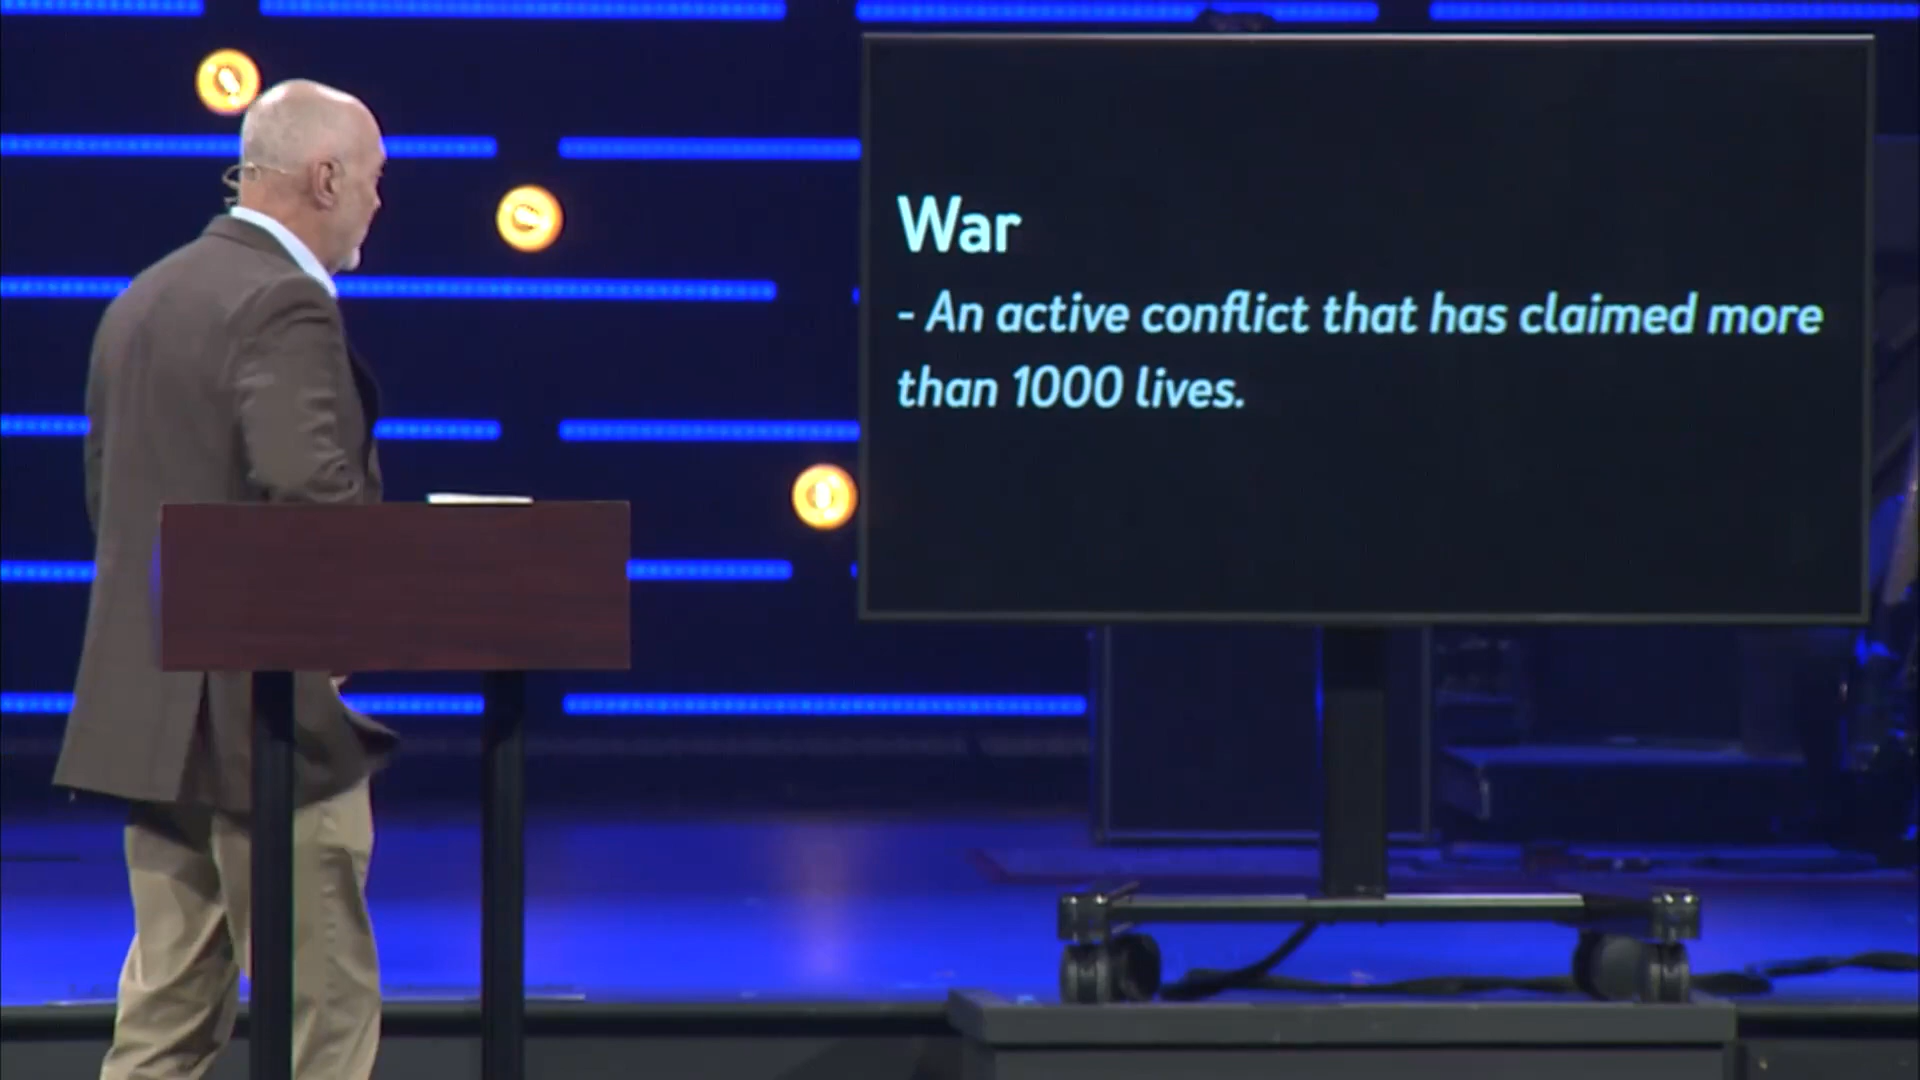 War
- An active conflict that has claimed more
than 1000 lives.